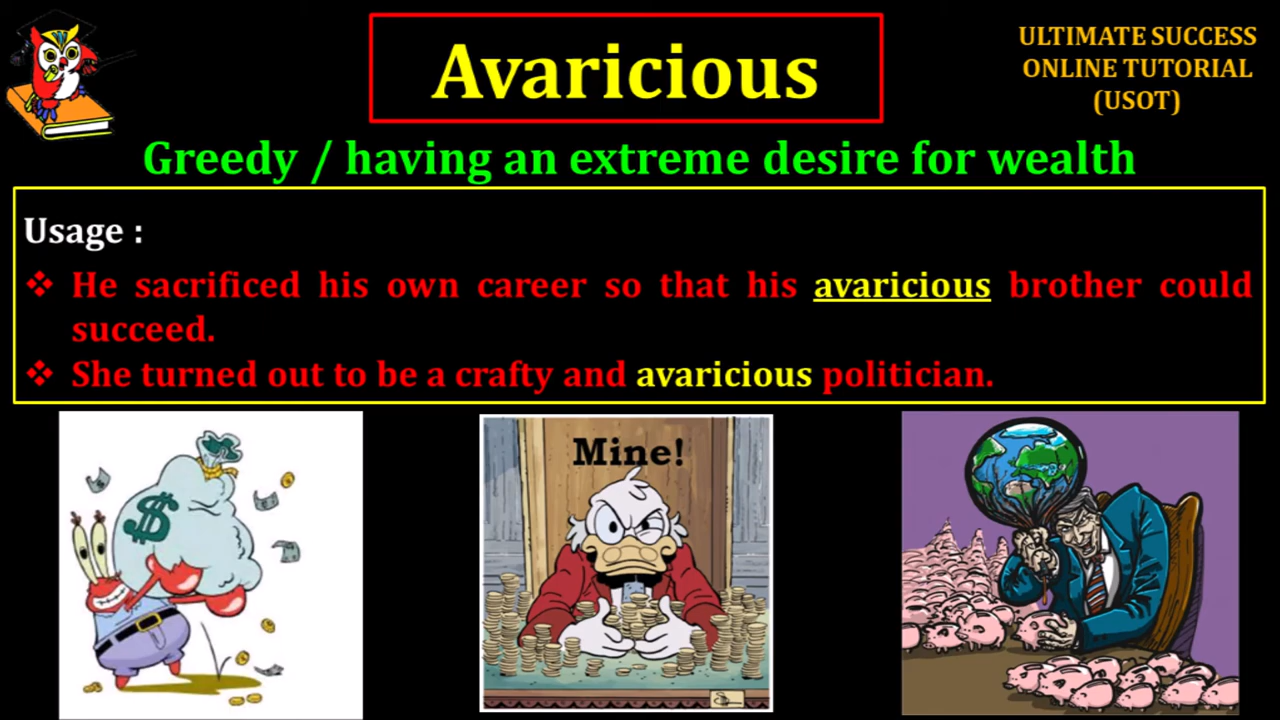 Avaricious
ULTIMATE SUCCESS
ONLINE TUTORIAL
(USOT)
Greedy / having an extreme desire for wealth
Usage :
❖ He sacrificed his own career so that his avaricious brother could
succeed.
❖ She turned out to be a crafty and avaricious politician.
$
Mine!